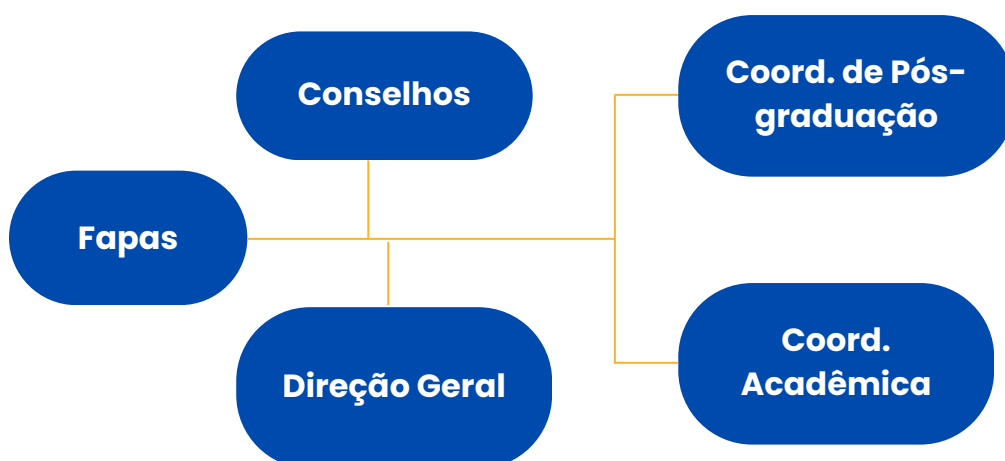 Conselhos
Coord. de Pós-
graduação
Fapas
Direção Geral
Coord.
Acadêmica